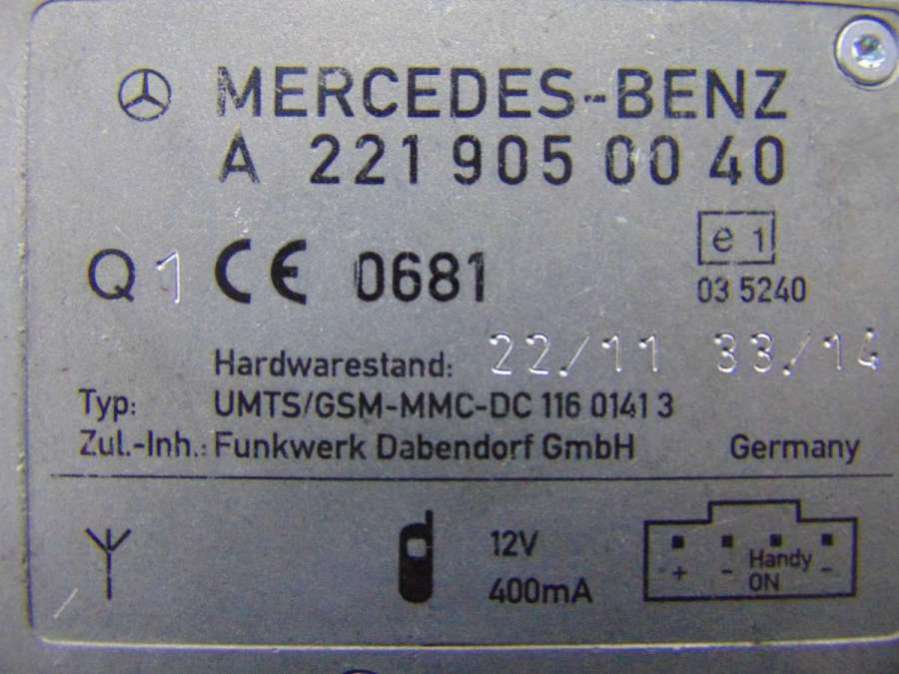 MERCEDES-BENZ
A 221 905 00 40
Q 1 CE 0681
e 1
03 5240
Hardwarestand: 22/11 33/14
Typ: UMTS/GSM-MMC-DC 116 0141 3
Zul.-Inh.: Funkwerk Dabendorf GmbH Germany
12V
400mA
+ - Handy ON -